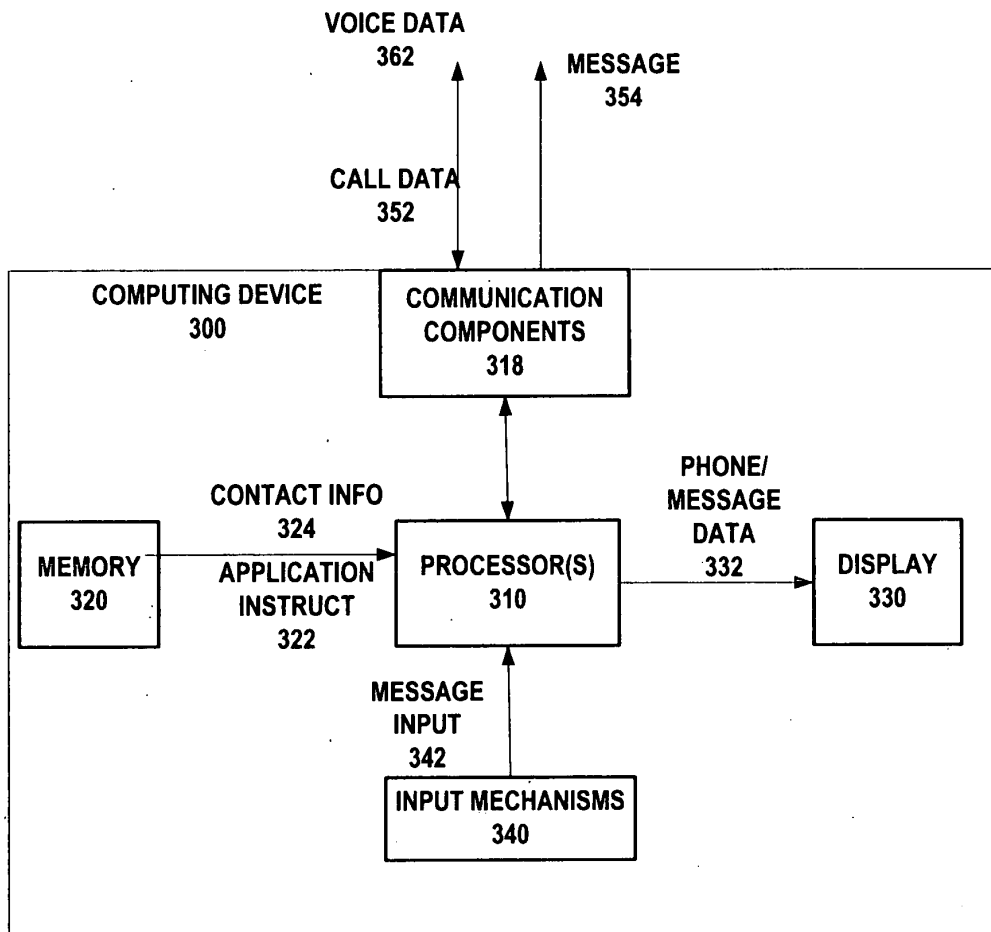 VOICE DATA
362
MESSAGE
354
CALL DATA
352
COMPUTING DEVICE
300
COMMUNICATION
COMPONENTS
318
CONTACT INFO
324
PHONE/
MESSAGE
DATA
332
MEMORY
320
APPLICATION
INSTRUCT
322
PROCESSOR(S)
310
DISPLAY
330
MESSAGE
INPUT
342
INPUT MECHANISMS
340